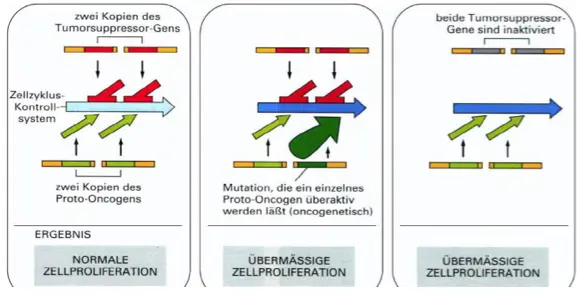 zwei Kopien des
Tumorsuppressor-Gens
Zellzyklus-
Kontroll-
system
zwei Kopien des
Proto-Oncogens
ERGEBNIS
NORMALE
ZELLPROLIFERATION
Mutation, die ein einzelnes
Proto-Oncogen überaktiv
werden läßt (oncogenetisch)
ÜBERMÄSSIGE
ZELLPROLIFERATION
beide Tumorsuppressor-
Gene sind inaktiviert
ÜBERMÄSSIGE
ZELLPROLIFERATION